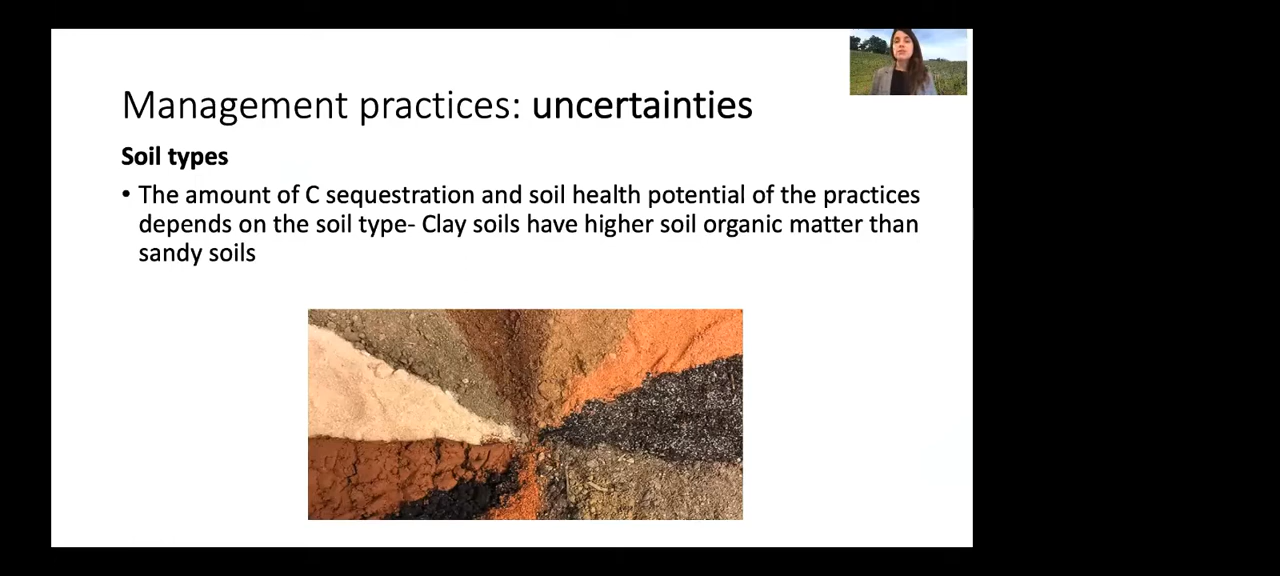 Management practices: uncertainties
Soil types
• The amount of C sequestration and soil health potential of the practices
depends on the soil type- Clay soils have higher soil organic matter than
sandy soils